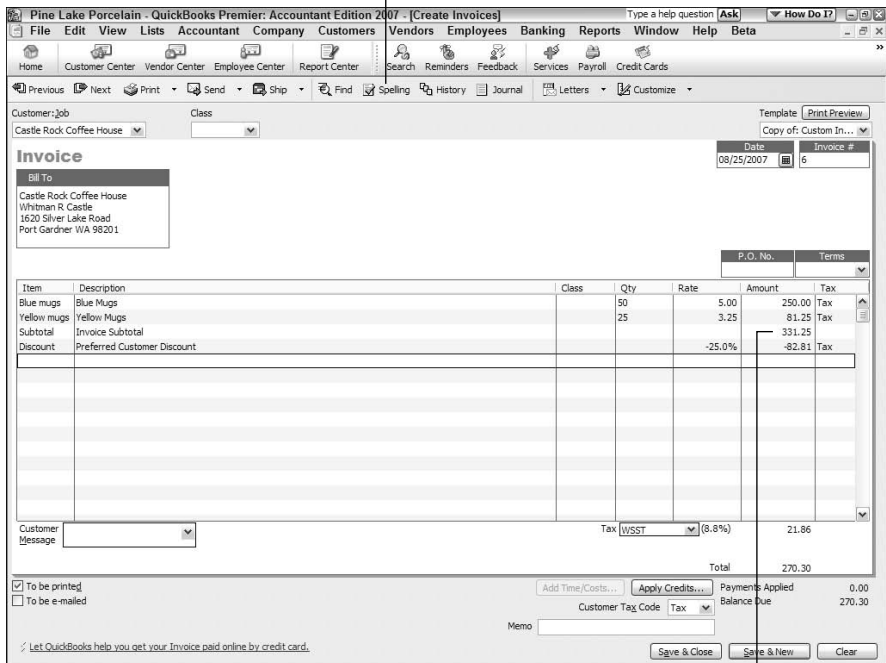 Pine Lake Porcelain - QuickBooks Premier: Accountant Edition 2007 - [Create Invoices] Type a help question Ask How Do I?
File Edit View Lists Accountant Company Customers Vendors Employees Banking Reports Window Help Beta
Home Customer Center Vendor Center Employee Center Report Center Search Reminders Feedback Services Payroll Credit Cards
Previous Next Print Send Ship Find Spelling History Journal Letters Customize
Customer:Job Class Template Print Preview
Castle Rock Coffee House Copy of: Custom In...
Invoice
Date Invoice #
08/25/2007 6
Bill To
Castle Rock Coffee House
Whitman R Castle
1620 Silver Lake Road
Port Gardner WA 98201
P.O. No. Terms
Item Description Class Qty Rate Amount Tax
Blue mugs Blue Mugs 50 5.00 250.00 Tax
Yellow mugs Yellow Mugs 25 3.25 81.25 Tax
Subtotal Invoice Subtotal 331.25
Discount Preferred Customer Discount -25.0% -82.81 Tax
Customer Message Tax WSST (8.8%) 21.86
Total 270.30
To be printed Add Time/Costs... Apply Credits... Payments Applied 0.00
To be e-mailed Customer Tax Code Tax Balance Due 270.30
Memo
Let QuickBooks help you get your Invoice paid online by credit card. Save & Close Save & New Clear